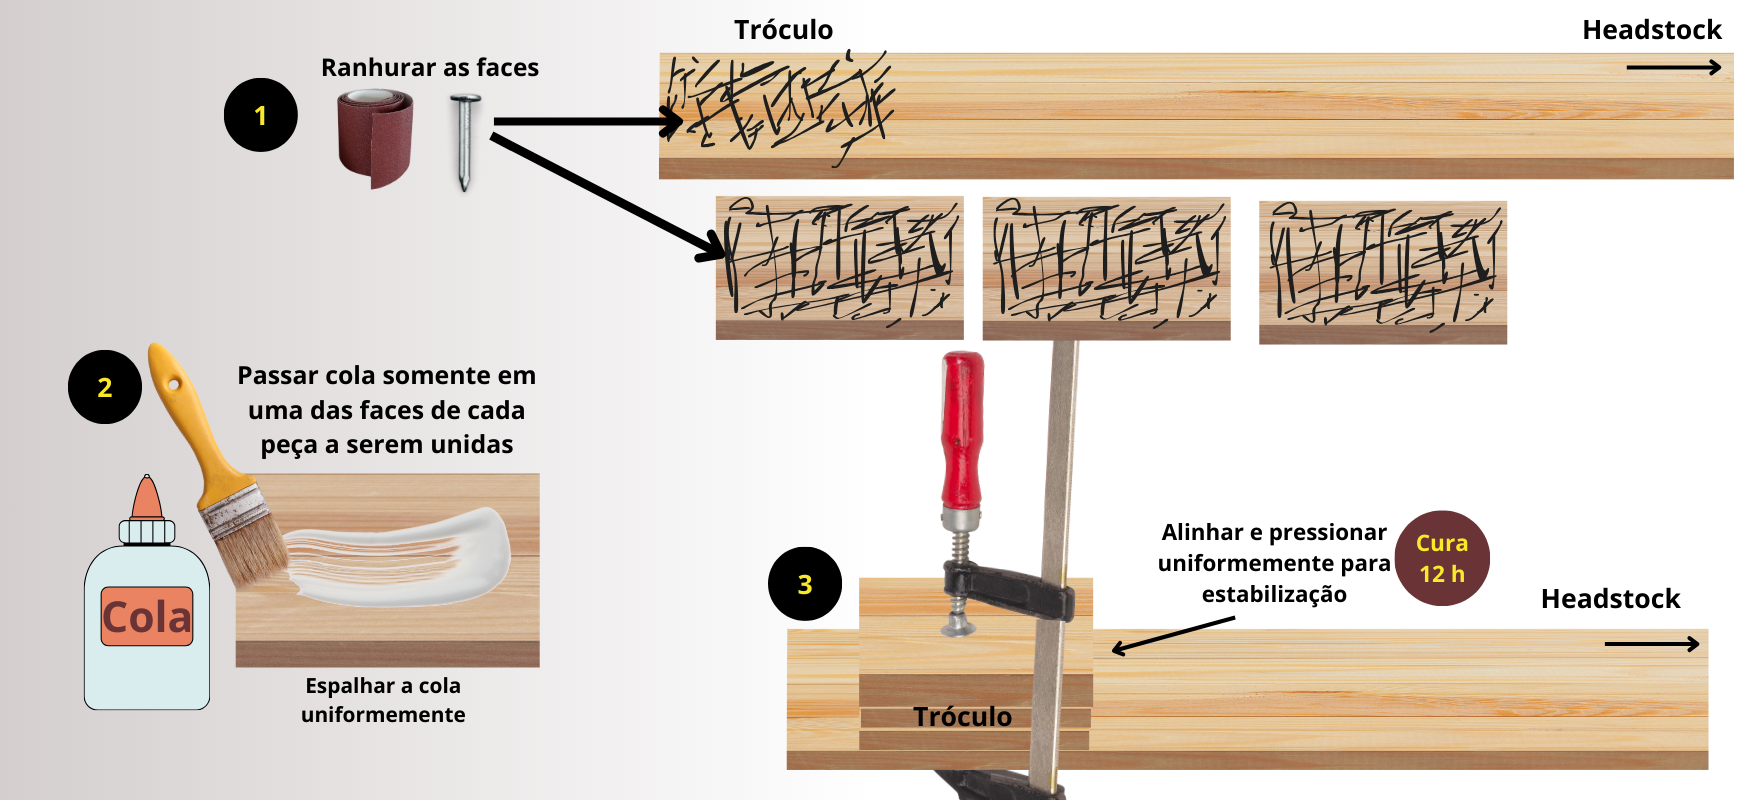 Tróculo
Headstock
Ranhurar as faces
1
2
Passar cola somente em
uma das faces de cada
peça a serem unidas
Cola
Espalhar a cola
uniformemente
3
Alinhar e pressionar
uniformemente para
estabilização
Cura
12 h
Headstock
Tróculo